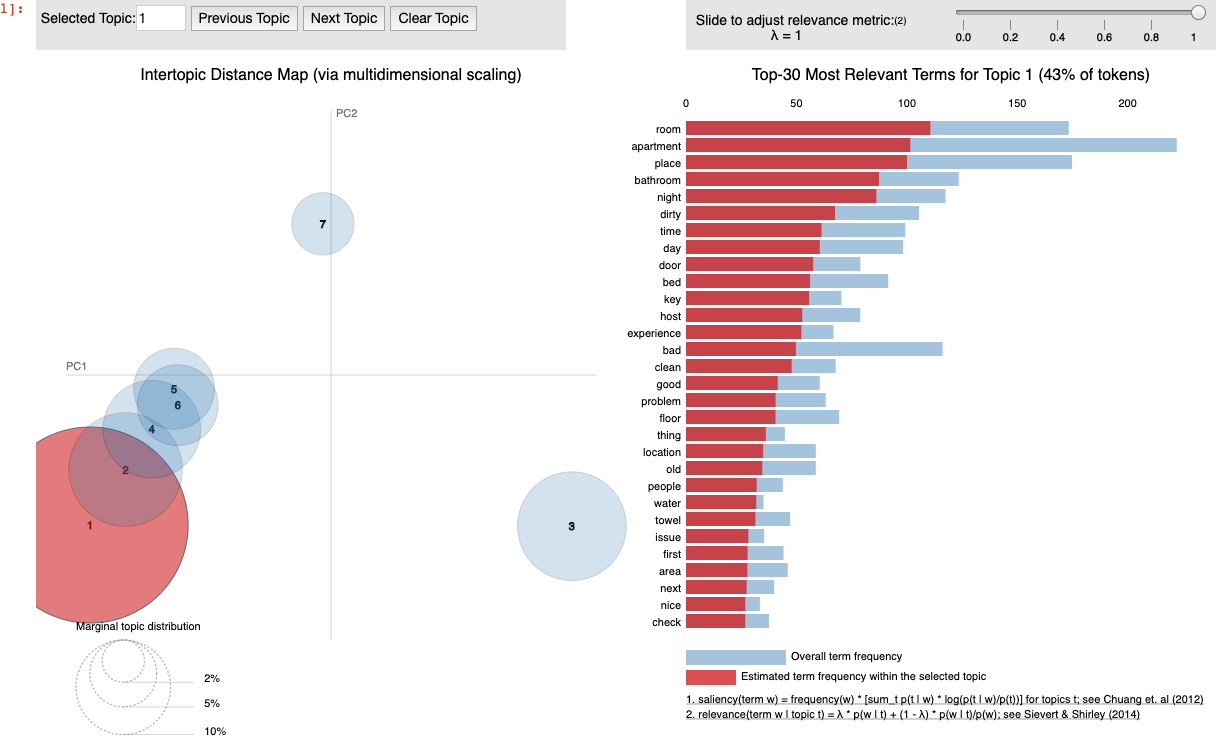 1]:
Selected Topic: 1 Previous Topic Next Topic Clear Topic
Slide to adjust relevance metric:(2)
λ = 1
0.0 0.2 0.4 0.6 0.8 1
Intertopic Distance Map (via multidimensional scaling)
PC2
PC1
7
5
6
4
2
1
3
Marginal topic distribution
2%
5%
10%
Top-30 Most Relevant Terms for Topic 1 (43% of tokens)
0 50 100 150 200
room
apartment
place
bathroom
night
dirty
time
day
door
bed
key
host
experience
bad
clean
good
problem
floor
thing
location
old
people
water
towel
issue
first
area
next
nice
check
Overall term frequency
Estimated term frequency within the selected topic
1. saliency(term w) = frequency(w) * [sum_t p(t | w) * log(p(t | w)/p(t))] for topics t; see Chuang et. al (2012)
2. relevance(term w | topic t) = λ * p(w | t) + (1 - λ) * p(w | t)/p(w); see Sievert & Shirley (2014)